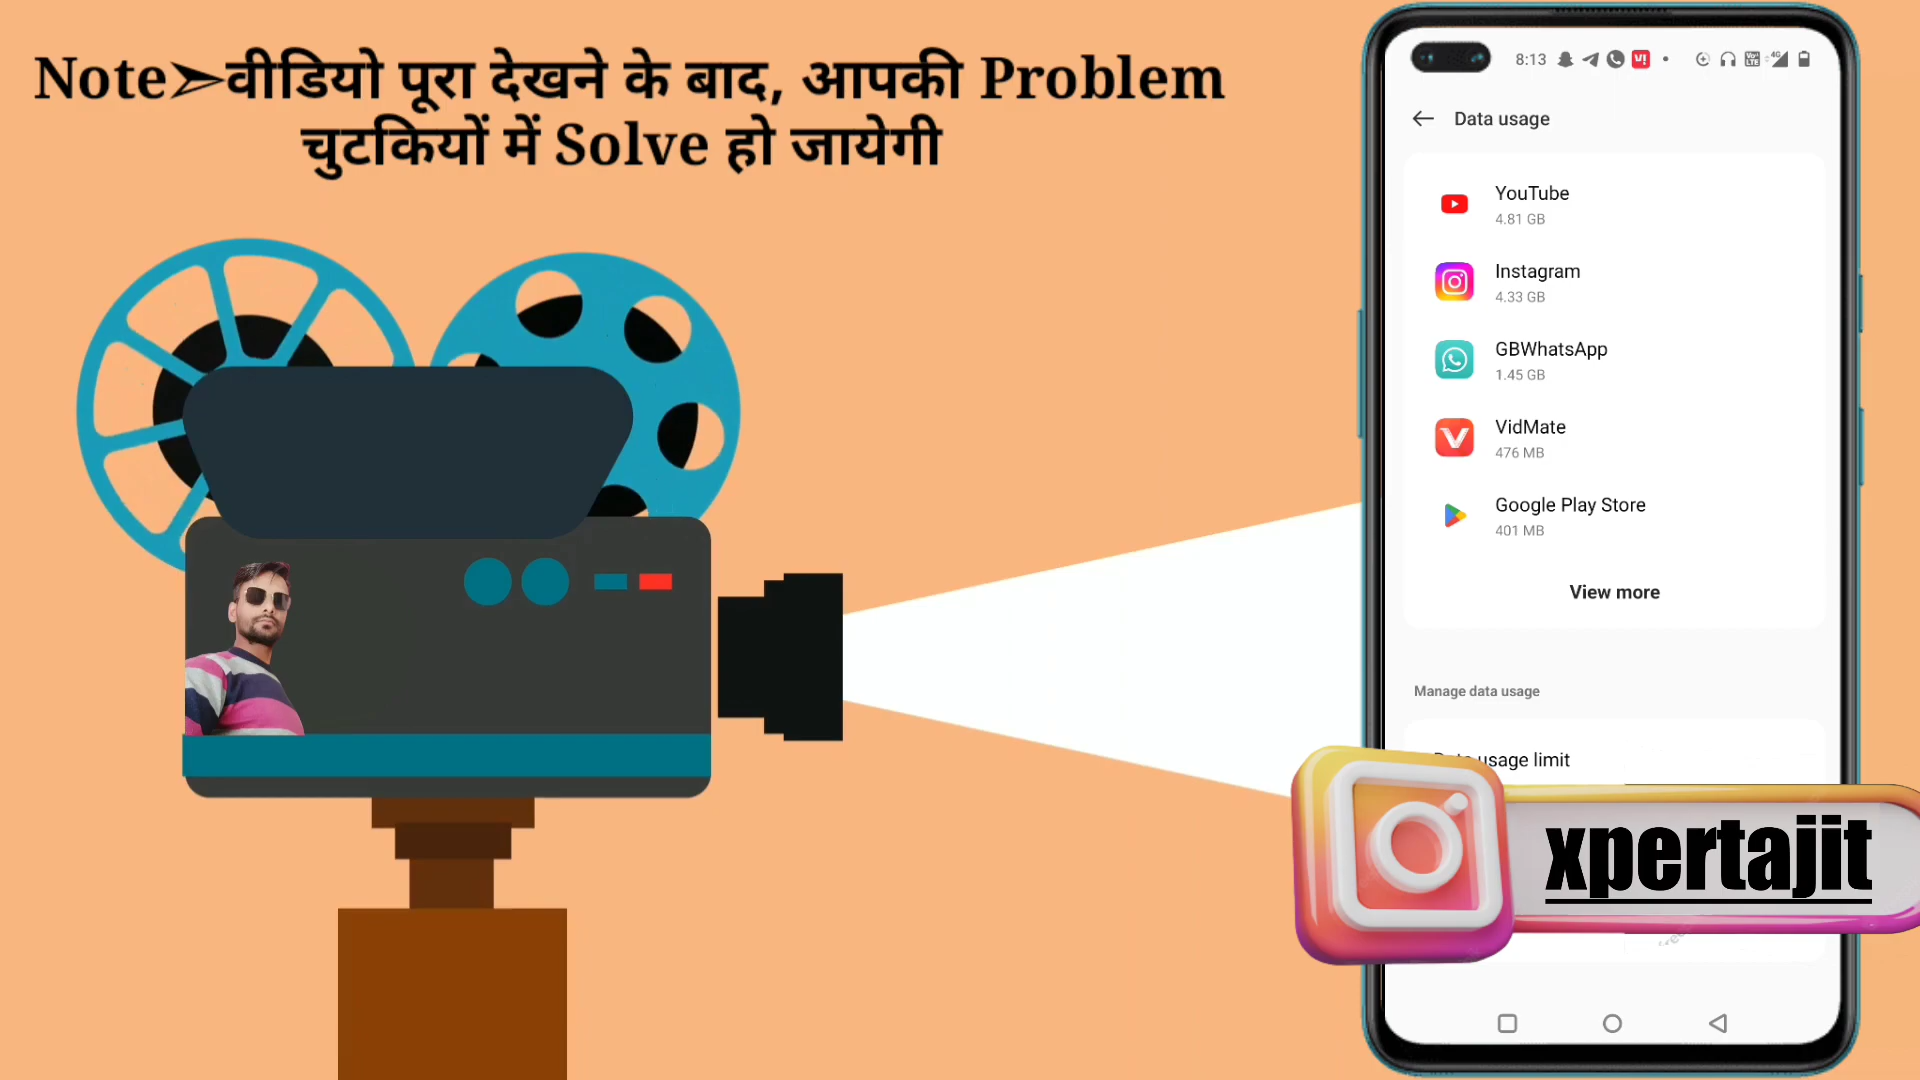 Note➢वीडियो पूरा देखने के बाद, आपकी Problem
चुटकियों में Solve हो जायेगी
8:13
Data usage
YouTube
4.81 GB
Instagram
4.33 GB
GBWhatsApp
1.45 GB
VidMate
476 MB
Google Play Store
401 MB
View more
Manage data usage
usage limit
xpertajit